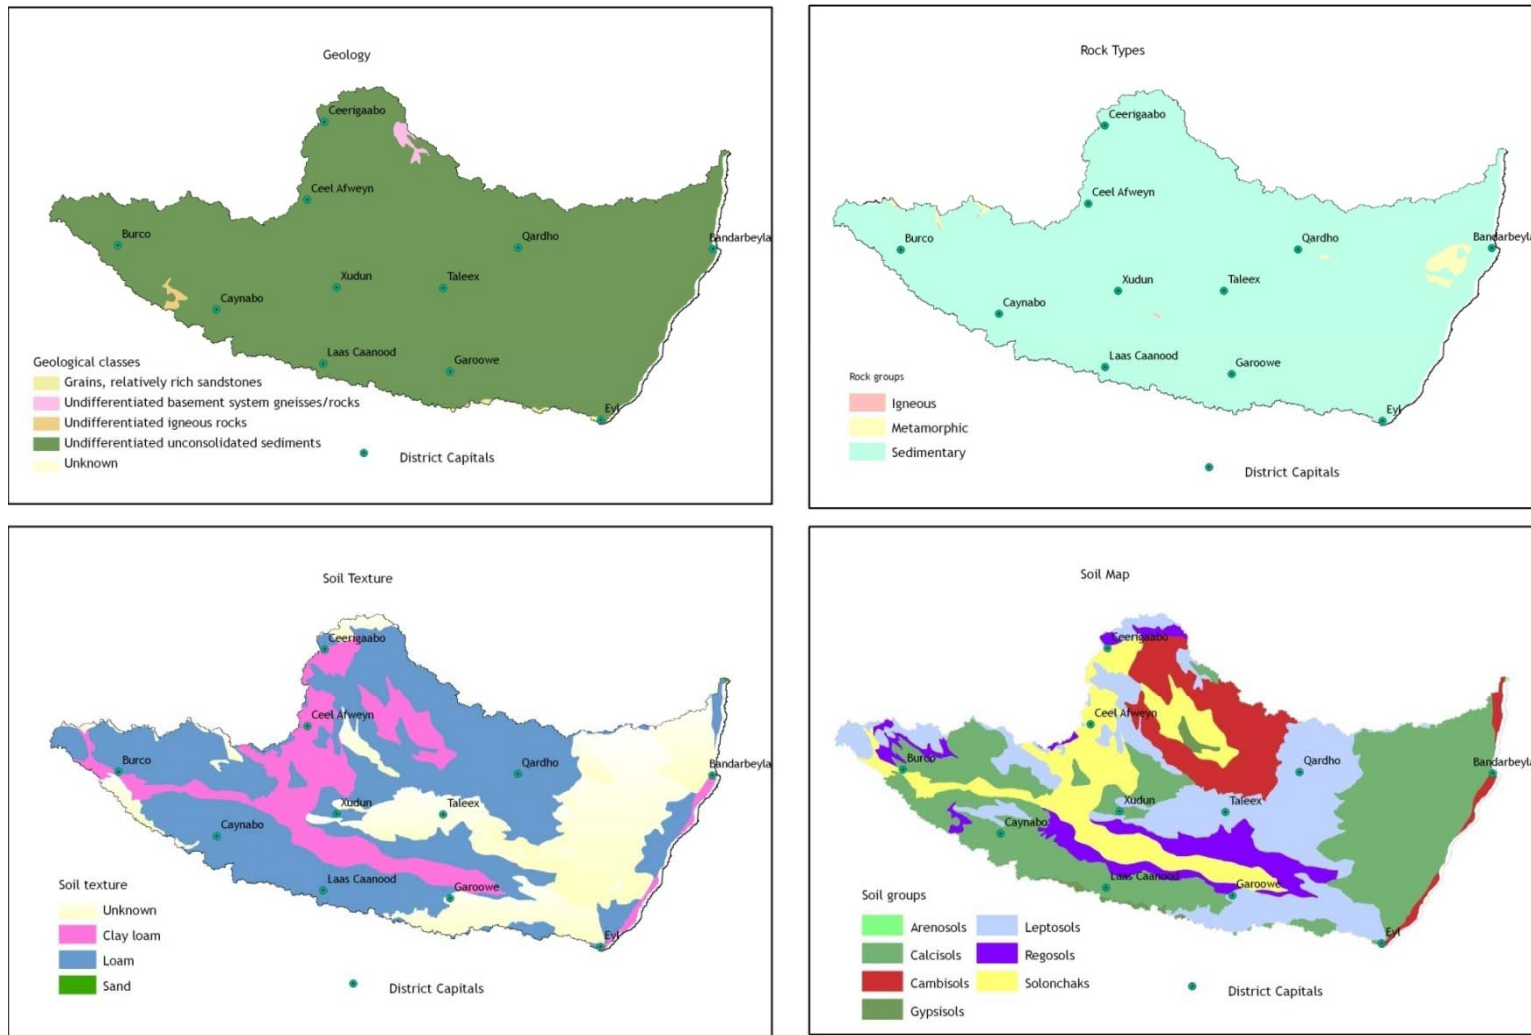 Geology
Ceerigaabo
Ceel Afweyn
Burco
Qardho
Bandarbeyla
Xudun
Taleex
Caynabo
Laas Caanood
Garoowe
Eyl
Geological classes
Grains, relatively rich sandstones
Undifferentiated basement system gneisses/rocks
Undifferentiated igneous rocks
Undifferentiated unconsolidated sediments
Unknown
District Capitals
Rock Types
Ceerigaabo
Ceel Afweyn
Burco
Qardho
Bandarbeyla
Xudun
Taleex
Caynabo
Laas Caanood
Garoowe
Eyl
Rock groups
Igneous
Metamorphic
Sedimentary
District Capitals
Soil Texture
Ceerigaabo
Ceel Afweyn
Burco
Qardho
Bandarbeyla
Xudun
Taleex
Caynabo
Laas Caanood
Garoowe
Eyl
Soil texture
Unknown
Clay loam
Loam
Sand
District Capitals
Soil Map
Ceerigaabo
Ceel Afweyn
Burco
Qardho
Bandarbeyla
Xudun
Taleex
Caynabo
Laas Caanood
Garoowe
Eyl
Soil groups
Arenosols
Leptosols
Calcisols
Regosols
Cambisols
Solonchaks
Gypsisols
District Capitals